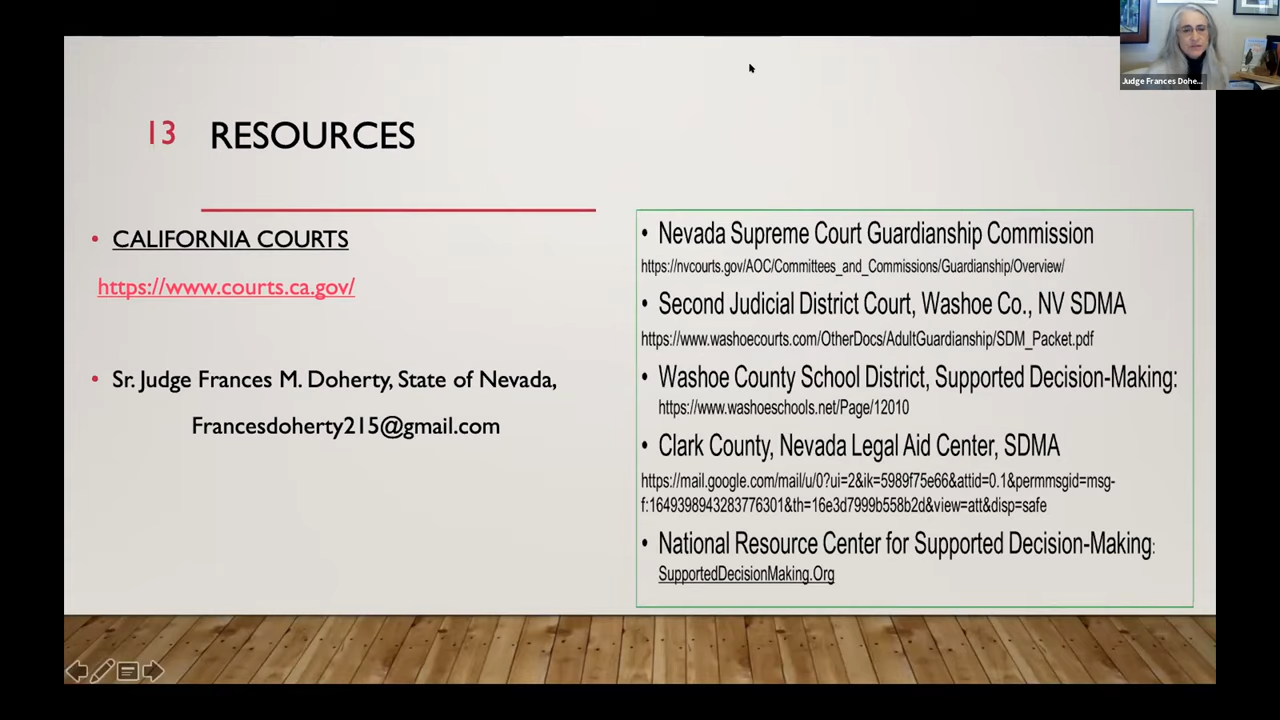 Judge Frances Dohe...
13 RESOURCES
• CALIFORNIA COURTS
https://www.courts.ca.gov/
• Sr. Judge Frances M. Doherty, State of Nevada,
Francesdoherty215@gmail.com
• Nevada Supreme Court Guardianship Commission
https://nvcourts.gov/AOC/Committees_and_Commissions/Guardianship/Overview/
• Second Judicial District Court, Washoe Co., NV SDMA
https://www.washoecourts.com/OtherDocs/AdultGuardianship/SDM_Packet.pdf
• Washoe County School District, Supported Decision-Making:
https://www.washoeschools.net/Page/12010
• Clark County, Nevada Legal Aid Center, SDMA
https://mail.google.com/mail/u/0?ui=2&ik=5989f75e66&attid=0.1&permmsgid=msg-
f:1649398943283776301&th=16e3d7999b558b2d&view=att&disp=safe
• National Resource Center for Supported Decision-Making:
SupportedDecisionMaking.Org